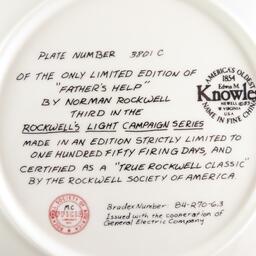 PLATE NUMBER 3801 C
OF THE ONLY LIMITED EDITION OF
"FATHER'S HELP"
BY NORMAN ROCKWELL
THIRD IN THE
ROCKWELL'S LIGHT CAMPAIGN SERIES
MADE IN AN EDITION STRICTLY LIMITED TO
ONE HUNDRED FIFTY FIRING DAYS, AND
CERTIFIED AS A "TRUE ROCKWELL CLASSIC"
BY THE ROCKWELL SOCIETY OF AMERICA.
Bradex Number: 84-R70-6.3
Issued with the cooperation of
General Electric Company
AMERICA'S OLDEST
1854
Edwin M.
Knowles
NEWELL
W. VIRGINIA
USA
NAME IN FINE CHINA